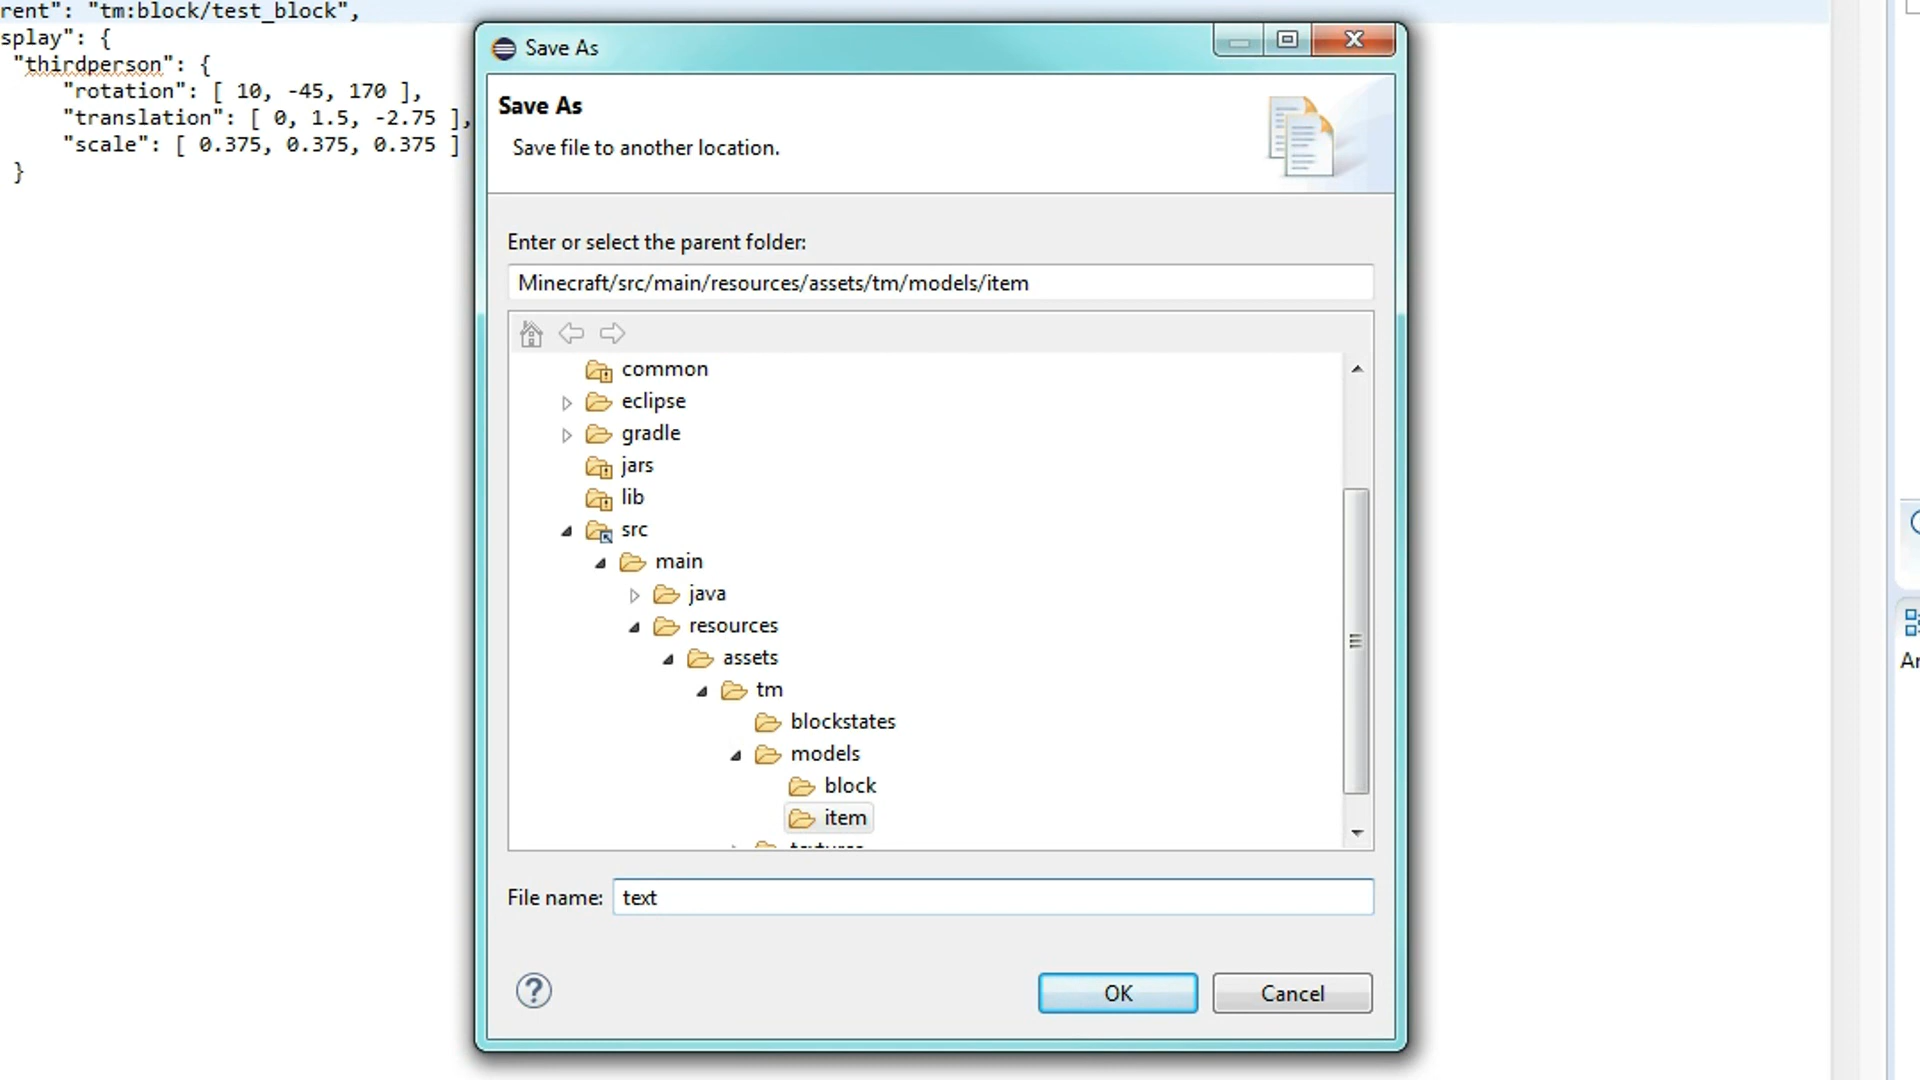 rent": "tm:block/test_block",
splay": {
"thirdperson": {
"rotation": [ 10, -45, 170 ],
"translation": [ 0, 1.5, -2.75 ],
"scale": [ 0.375, 0.375, 0.375 ]
}
Save As
Save As
Save file to another location.
Enter or select the parent folder:
Minecraft/src/main/resources/assets/tm/models/item
common
eclipse
gradle
jars
lib
src
main
java
resources
assets
tm
blockstates
models
block
item
textures
File name: text
OK
Cancel